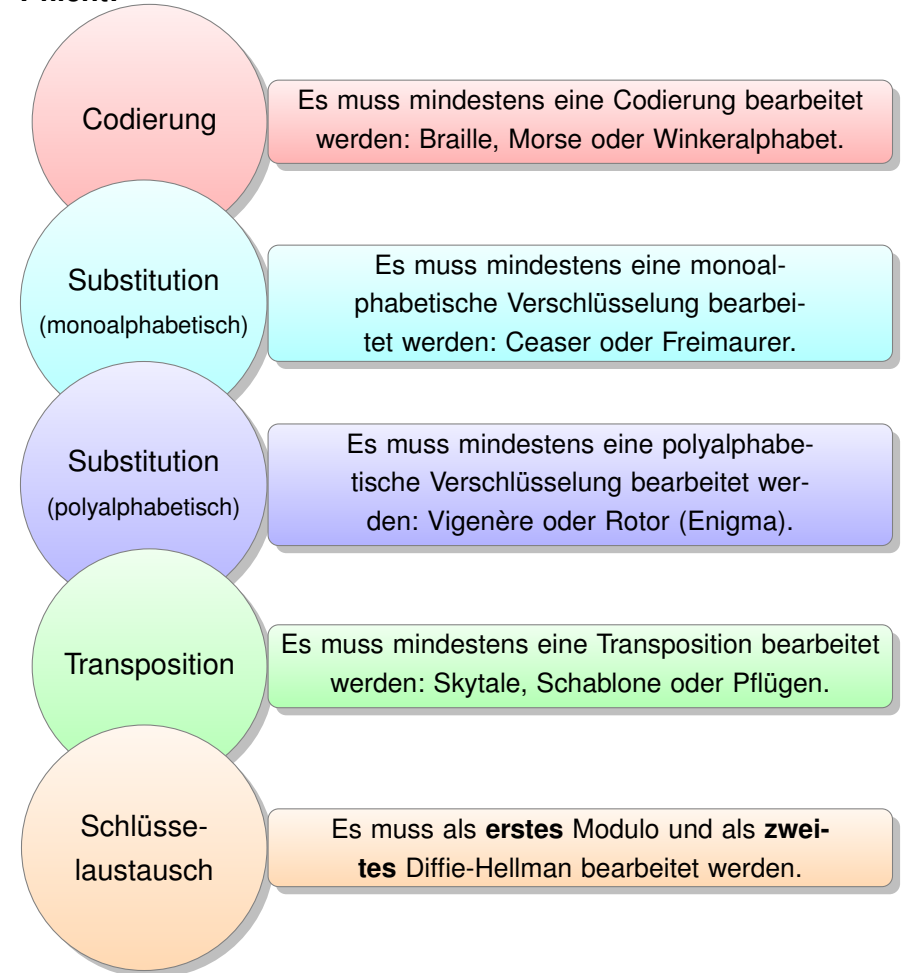 Codierung
Es muss mindestens eine Codierung bearbeitet
werden: Braille, Morse oder Winkeralphabet.
Substitution
(monoalphabetisch)
Es muss mindestens eine monoal-
phabetische Verschlüsselung bearbei-
tet werden: Ceaser oder Freimaurer.
Substitution
(polyalphabetisch)
Es muss mindestens eine polyalphabe-
tische Verschlüsselung bearbeitet wer-
den: Vigenère oder Rotor (Enigma).
Transposition
Es muss mindestens eine Transposition bearbeitet
werden: Skytale, Schablone oder Pflügen.
Schlüsse-
laustausch
Es muss als erstes Modulo und als zwei-
tes Diffie-Hellman bearbeitet werden.